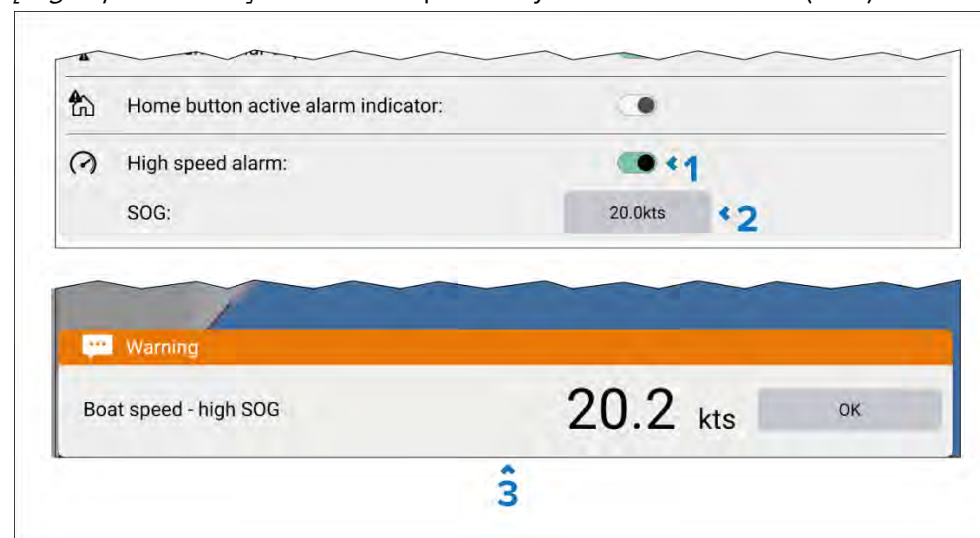 Home button active alarm indicator:
High speed alarm:
1
SOG:
20.0kts
2
Warning
Boat speed - high SOG
20.2 kts
OK
3